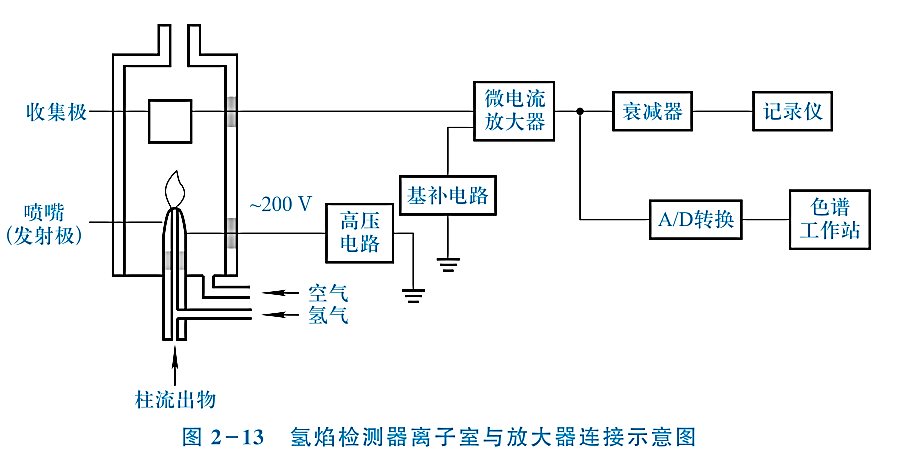 收集极
微电流
放大器
衰减器
记录仪
基补电路
喷嘴
(发射极)
~200 V
高压
电路
A/D转换
色谱
工作站
空气
氢气
柱流出物
图 2-13 氢焰检测器离子室与放大器连接示意图